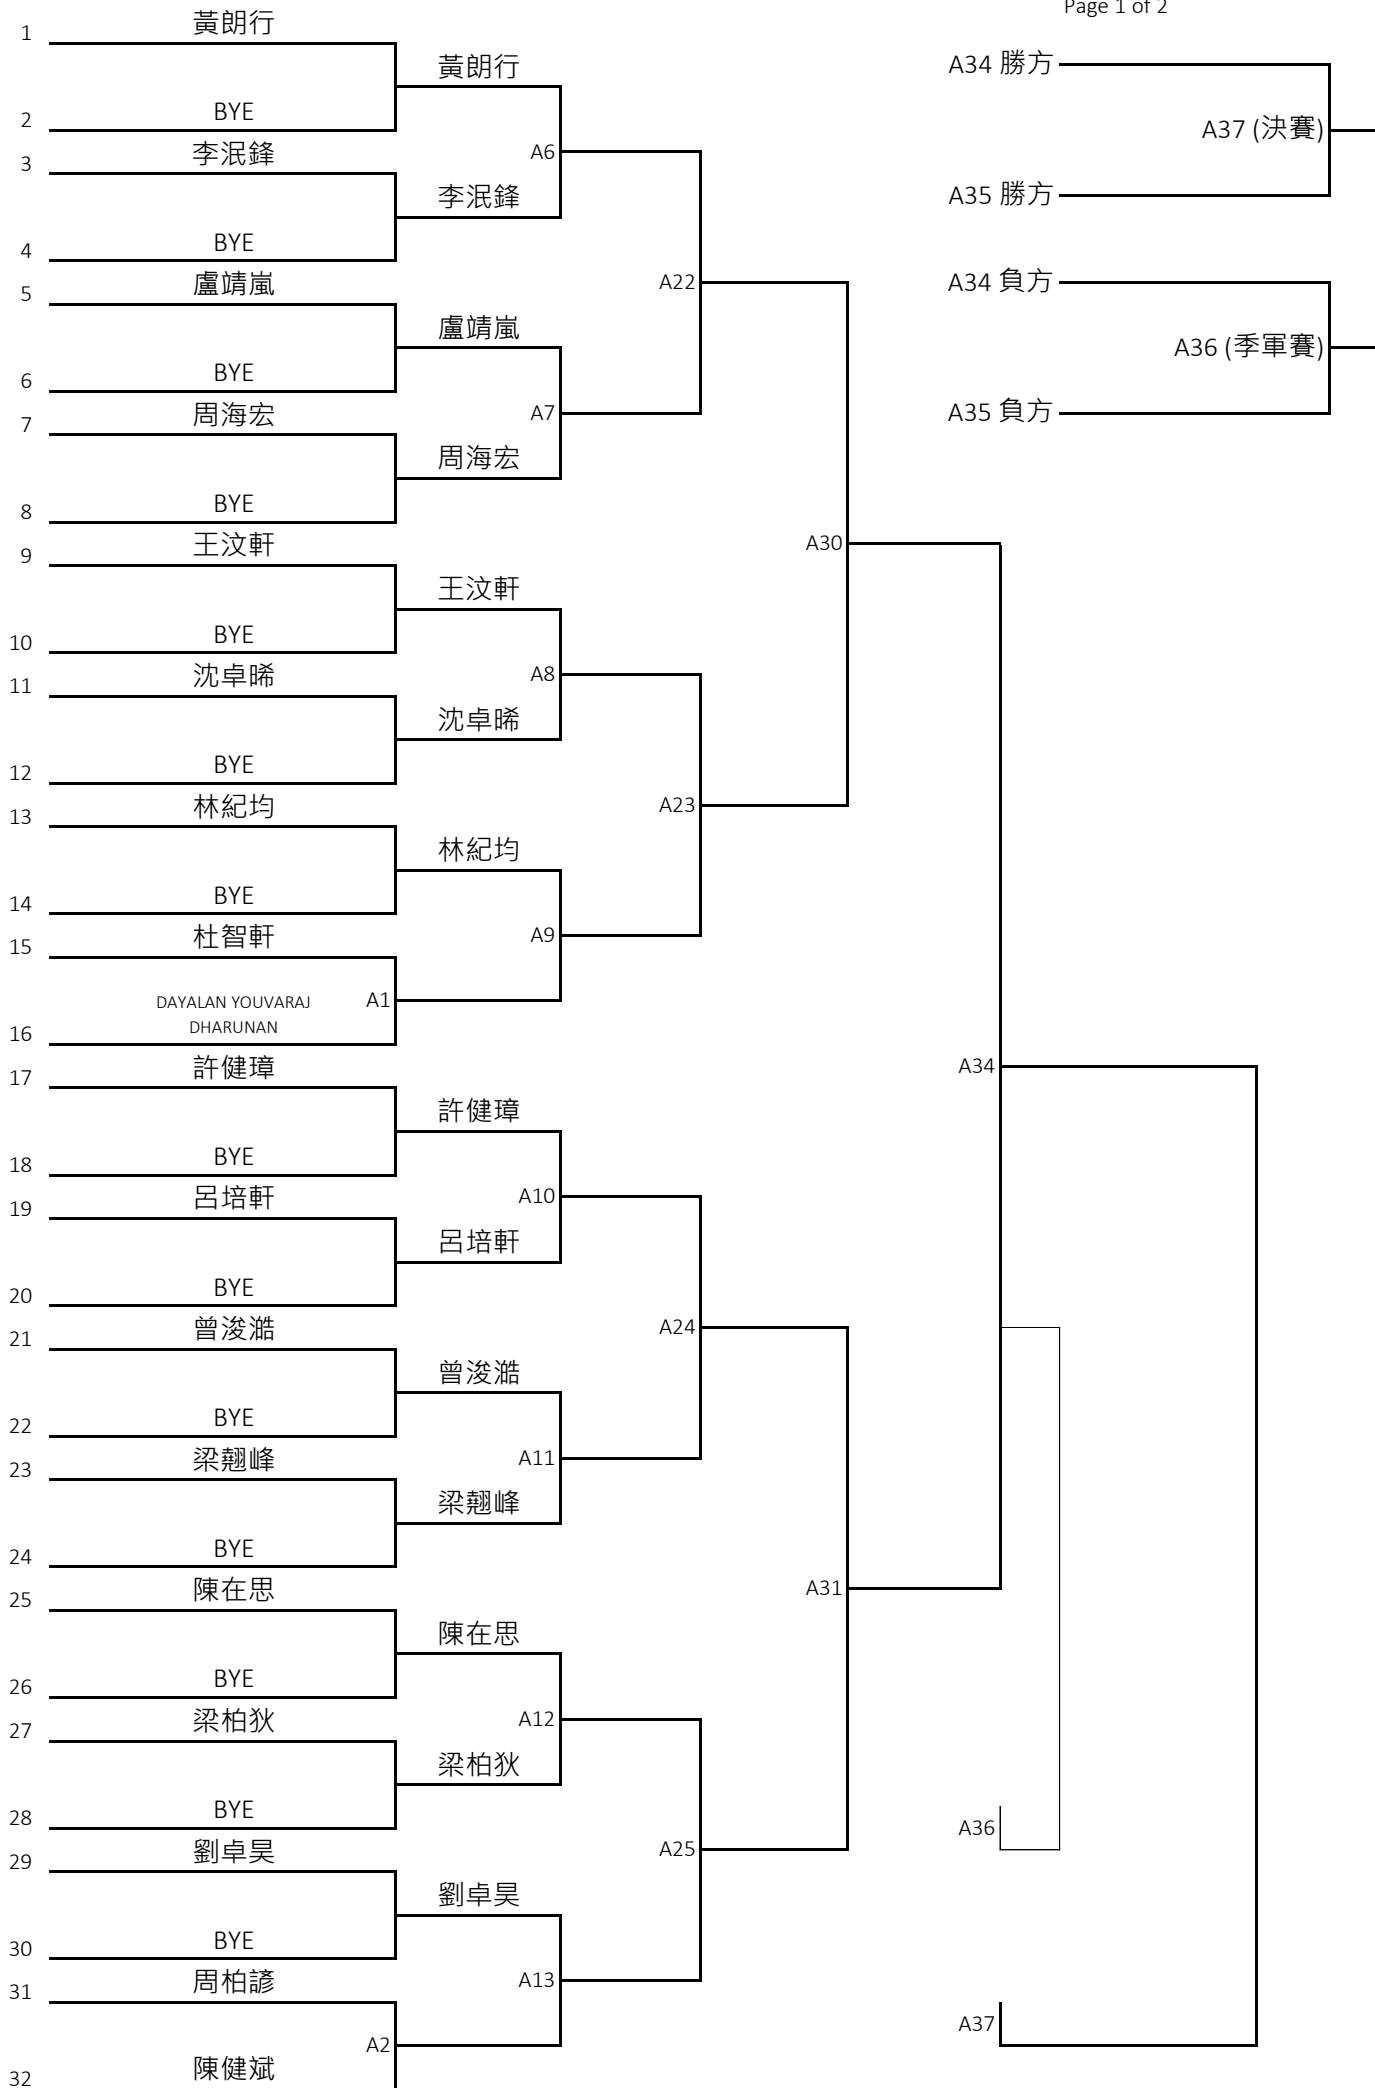 Page 1 of 2
1
黃朗行
黃朗行
2
BYE
A6
3
李泯鋒
李泯鋒
4
BYE
A22
5
盧靖嵐
盧靖嵐
6
BYE
A7
7
周海宏
周海宏
8
BYE
A30
9
王汶軒
王汶軒
10
BYE
A8
11
沈卓晞
沈卓晞
12
BYE
A23
13
林紀均
林紀均
14
BYE
A9
15
杜智軒
DAYALAN YOUVARAJ
DHARUNAN
A1
16
A34
17
許健璋
許健璋
18
BYE
A10
19
呂培軒
呂培軒
20
BYE
A24
21
曾浚澔
曾浚澔
22
BYE
A11
23
梁翹峰
梁翹峰
24
BYE
A31
25
陳在思
陳在思
26
BYE
A12
27
梁柏狄
梁柏狄
28
BYE
A25
29
劉卓昊
劉卓昊
30
BYE
A13
31
周柏諺
A2
32
陳健斌
A34 勝方
A37 (決賽)
A35 勝方
A34 負方
A36 (季軍賽)
A35 負方
A36
A37